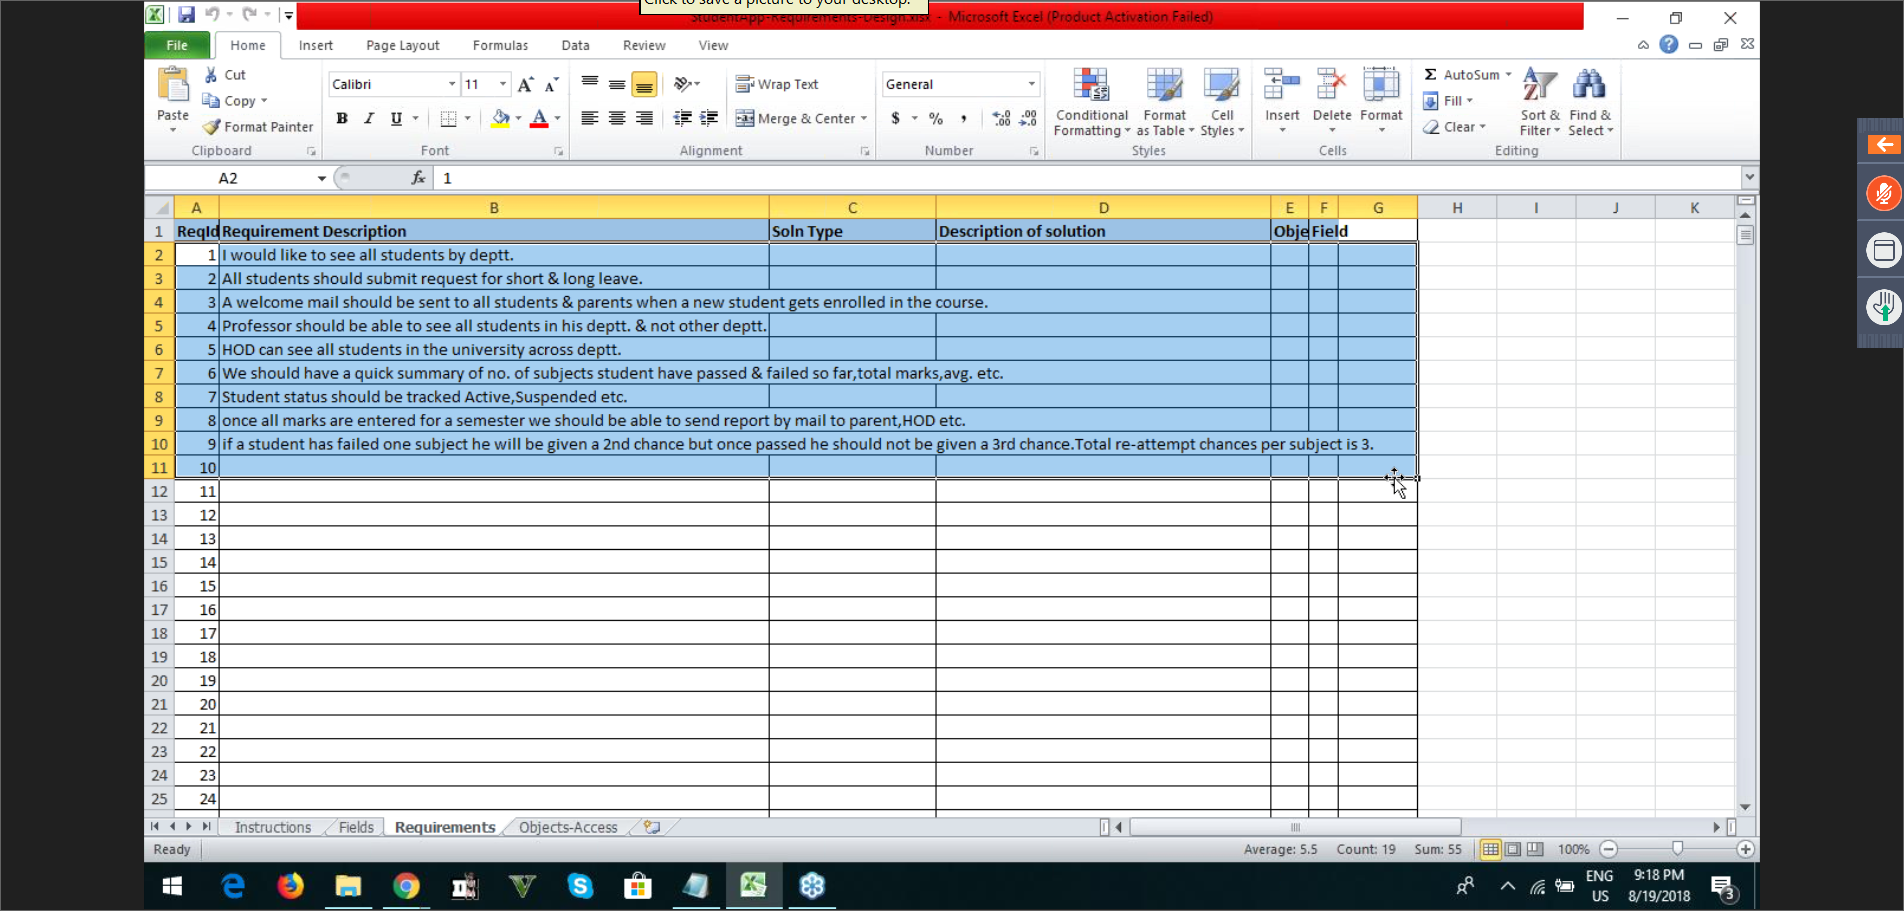 Click to save a picture to your desktop.
StudentApp-Requirements-Design.xlsx - Microsoft Excel (Product Activation Failed)
File Home Insert Page Layout Formulas Data Review View
Paste Cut Copy Format Painter
Clipboard
Calibri 11
B I U A
Font
Wrap Text
Merge & Center
Alignment
General
$ % ,
Number
Conditional Formatting Format as Table Cell Styles
Styles
Insert Delete Format
Cells
Σ AutoSum Fill Clear
Sort & Filter Find & Select
Editing
A2 fx 1
A B C D E F G H I J K
1 ReqId Requirement Description Soln Type Description of solution Obje Field
2 1 I would like to see all students by deptt.
3 2 All students should submit request for short & long leave.
4 3 A welcome mail should be sent to all students & parents when a new student gets enrolled in the course.
5 4 Professor should be able to see all students in his deptt. & not other deptt.
6 5 HOD can see all students in the university across deptt.
7 6 We should have a quick summary of no. of subjects student have passed & failed so far,total marks,avg. etc.
8 7 Student status should be tracked Active,Suspended etc.
9 8 once all marks are entered for a semester we should be able to send report by mail to parent,HOD etc.
10 9 if a student has failed one subject he will be given a 2nd chance but once passed he should not be given a 3rd chance.Total re-attempt chances per subject is 3.
11 10
12 11
13 12
14 13
15 14
16 15
17 16
18 17
19 18
20 19
21 20
22 21
23 22
24 23
25 24
Instructions Fields Requirements Objects-Access
Ready Average: 5.5 Count: 19 Sum: 55 100%
ENG 9:18 PM
US 8/19/2018 3